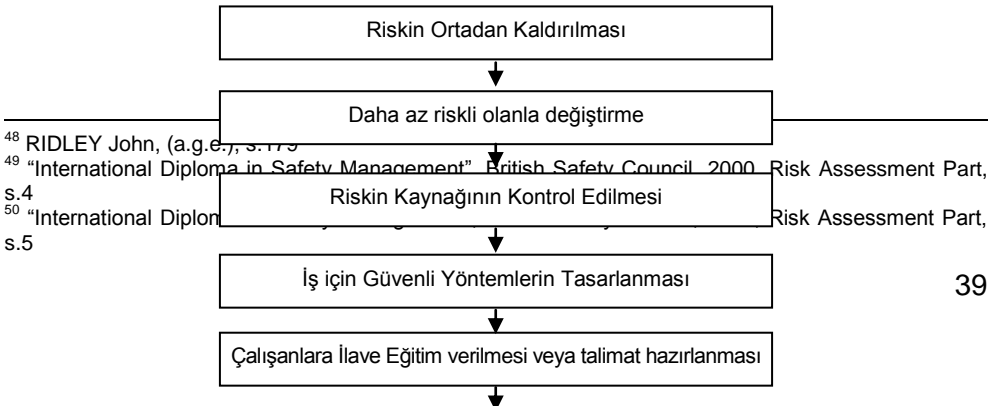 Riskin Ortadan Kaldırılması
Daha az riskli olanla değiştirme
48 RIDLEY John, (a.g.e.), s.179
49 “International Diploma in Safety Management”, British Safety Council, 2000, Risk Assessment Part,
s.4
Riskin Kaynağının Kontrol Edilmesi
50 “International Diplom Risk Assessment Part,
s.5
İş için Güvenli Yöntemlerin Tasarlanması
39
Çalışanlara İlave Eğitim verilmesi veya talimat hazırlanması